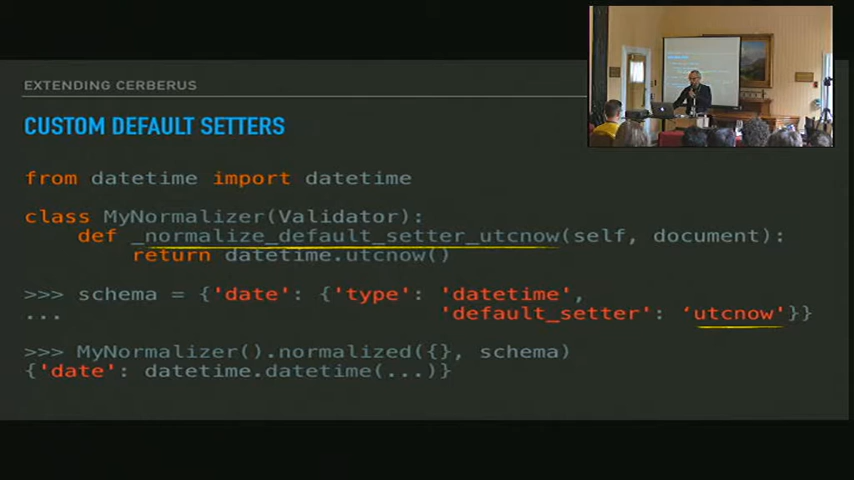 EXTENDING CERBERUS
CUSTOM DEFAULT SETTERS
from datetime import datetime
class MyNormalizer(Validator):
def _normalize_default_setter_utcnow(self, document):
return datetime.utcnow()
>>> schema = {'date': {'type': 'datetime',
... 'default_setter': ‘utcnow'}}
>>> MyNormalizer().normalized({}, schema)
{'date': datetime.datetime(...)}